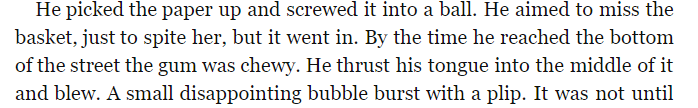 He picked the paper up and screwed it into a ball. He aimed to miss the
basket, just to spite her, but it went in. By the time he reached the bottom
of the street the gum was chewy. He thrust his tongue into the middle of it
and blew. A small disappointing bubble burst with a plip. It was not until